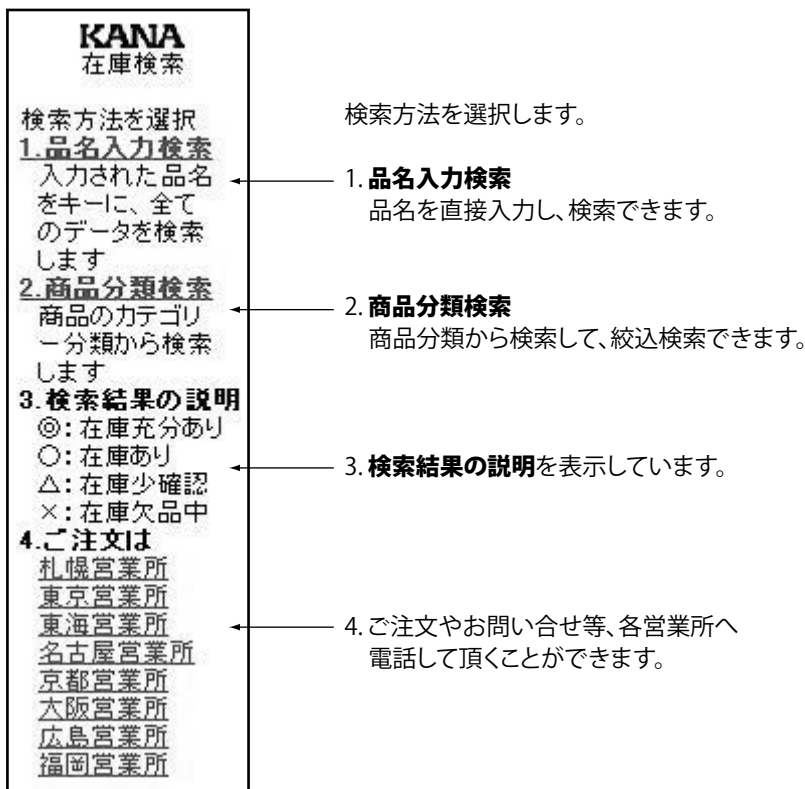 KANA
在庫検索
検索方法を選択
1.品名入力検索
入力された品名
をキーに、全て
のデータを検索
します
2.商品分類検索
商品のカテゴリ
ー分類から検索
します
3.検索結果の説明
◎:在庫充分あり
○:在庫あり
△:在庫少確認
×:在庫欠品中
4.ご注文は
札幌営業所
東京営業所
東海営業所
名古屋営業所
京都営業所
大阪営業所
広島営業所
福岡営業所
検索方法を選択します。
1. 品名入力検索
品名を直接入力し、検索できます。
2. 商品分類検索
商品分類から検索して、絞込検索できます。
3. 検索結果の説明を表示しています。
4. ご注文やお問い合せ等、各営業所へ
電話して頂くことができます。